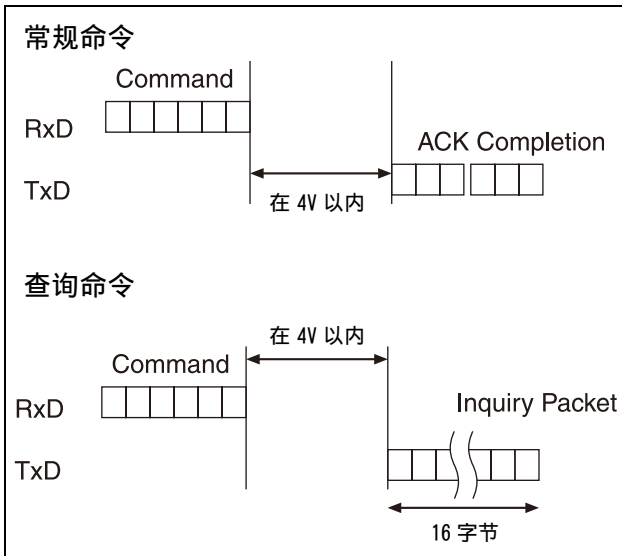 常规命令
Command
RxD
ACK Completion
TxD
在 4V 以内
查询命令
在 4V 以内
Command
RxD
Inquiry Packet
TxD
16 字节